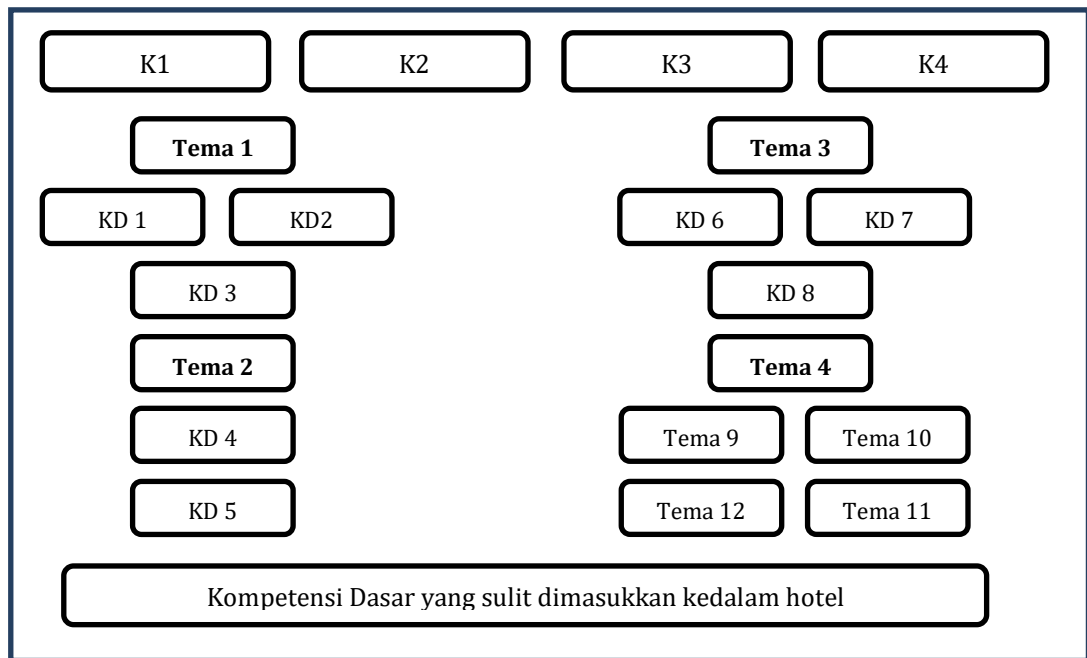 K1
K2
K3
K4
Tema 1
Tema 3
KD 1
KD2
KD 6
KD 7
KD 3
KD 8
Tema 2
Tema 4
KD 4
Tema 9
Tema 10
KD 5
Tema 12
Tema 11
Kompetensi Dasar yang sulit dimasukkan kedalam hotel